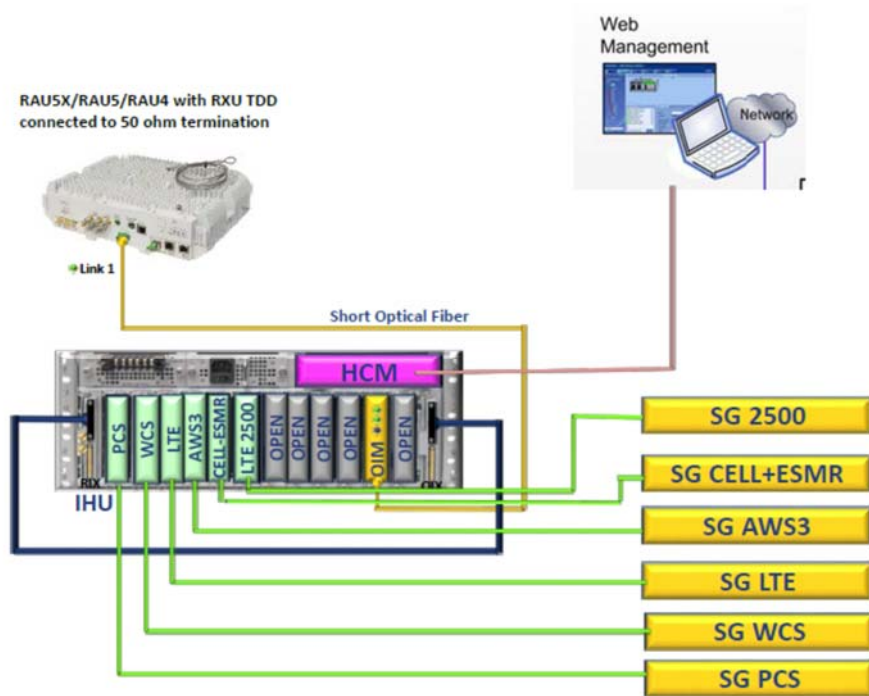 Web
Management
Network
RAU5X/RAU5/RAU4 with RXU TDD
connected to 50 ohm termination
Link 1
Short Optical Fiber
HCM
PCS
WCS
LTE
AWS3
CELL-ESMR
LTE 2500
OPEN
OPEN
OPEN
OPEN
OIM
OPEN
IHU
SG 2500
SG CELL+ESMR
SG AWS3
SG LTE
SG WCS
SG PCS